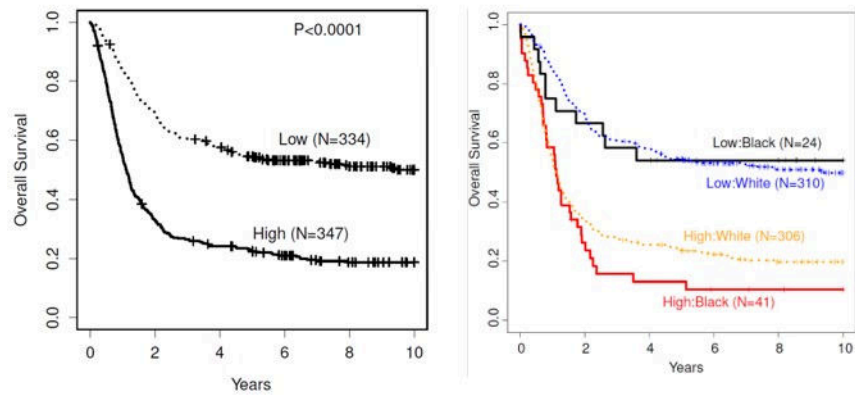 P<0.0001
Overall Survival
1.0
0.8
0.6
0.4
0.2
0.0
Low (N=334)
High (N=347)
0 2 4 6 8 10
Years
Overall Survival
1.0
0.8
0.6
0.4
0.2
0.0
Low:Black (N=24)
Low:White (N=310)
High:White (N=306)
High:Black (N=41)
0 2 4 6 8 10
Years